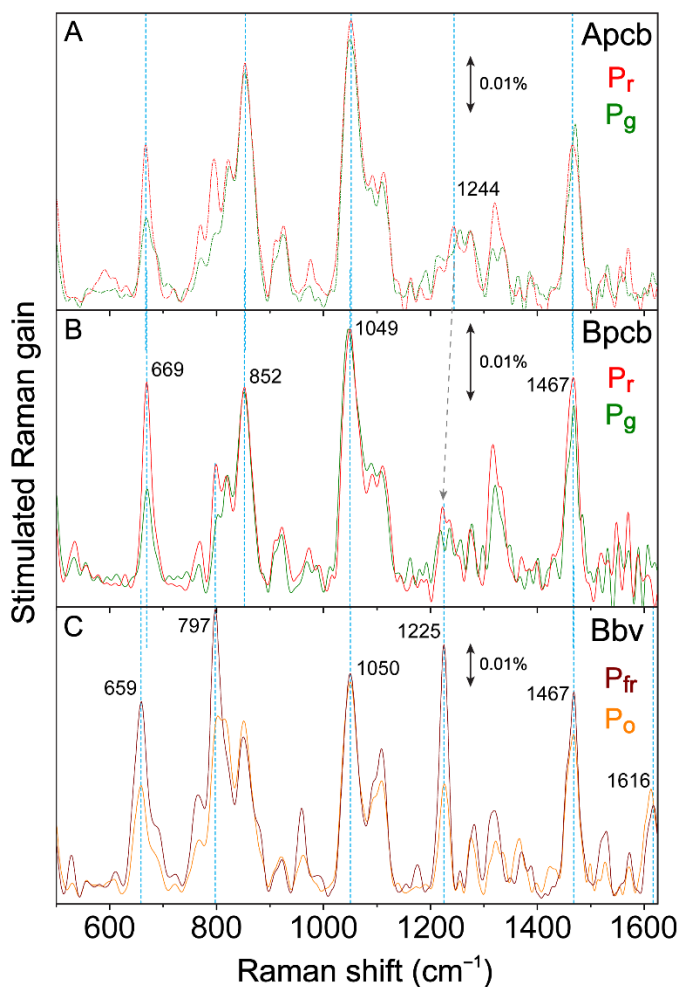 Stimulated Raman gain
A
Apcb
0.01%
Pr
Pg
1244
B
Bpcb
1049
0.01%
669
852
1467
Pr
Pg
C
Bbv
797
1225
0.01%
659
1050
1467
Pfr
Po
1616
600 800 1000 1200 1400 1600
Raman shift (cm⁻¹)